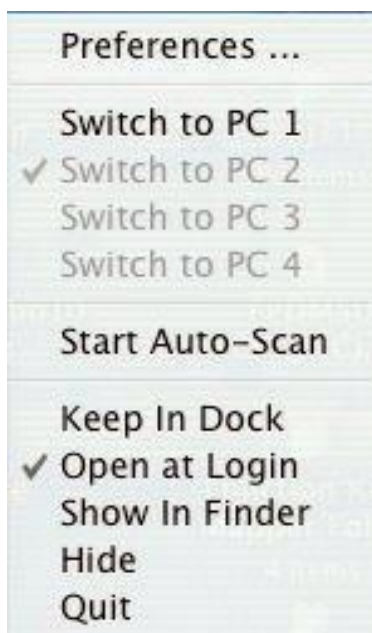 Preferences ...
Switch to PC 1
✓ Switch to PC 2
Switch to PC 3
Switch to PC 4
Start Auto-Scan
Keep In Dock
✓ Open at Login
Show In Finder
Hide
Quit